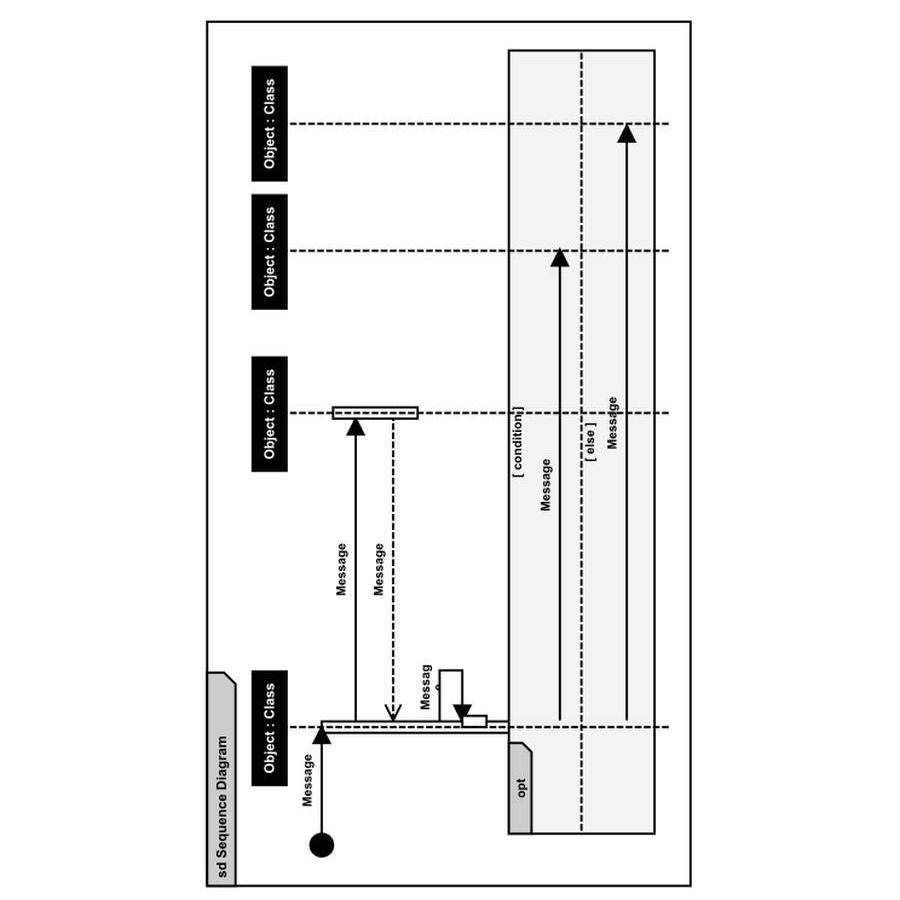 sd Sequence Diagram
Object : Class
Object : Class
Object : Class
Object : Class
Message
Message
Message
Messag
e
opt
[ condition ]
Message
[ else ]
Message